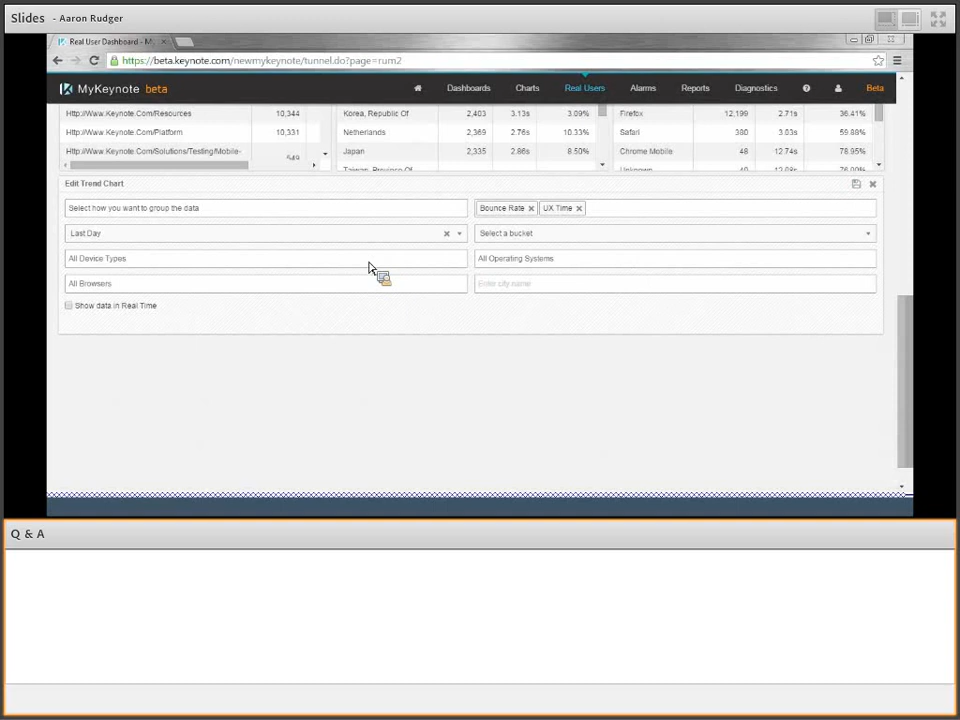 Slides - Aaron Rudger
Real User Dashboard - My
https://beta.keynote.com/newmykeynote/tunnel.do?page=rum2
MyKeynote beta
Dashboards Charts Real Users Alarms Reports Diagnostics Beta
Http://Www.Keynote.Com/Resources 10,344 Korea, Republic Of 2,403 3.13s 3.09% Firefox 12,199 2.71s 36.41%
Http://Www.Keynote.Com/Platform 10,331 Netherlands 2,369 2.76s 10.33% Safari 380 3.03s 59.88%
Http://Www.Keynote.Com/Solutions/Testing/Mobile- Japan 2,335 2.86s 8.50% Chrome Mobile 48 12.74s 78.95%
Taiwan, Province Of Unknown
Edit Trend Chart
Select how you want to group the data Bounce Rate UX Time
Last Day Select a bucket
All Device Types All Operating Systems
All Browsers Enter city name
Show data in Real Time
Q & A